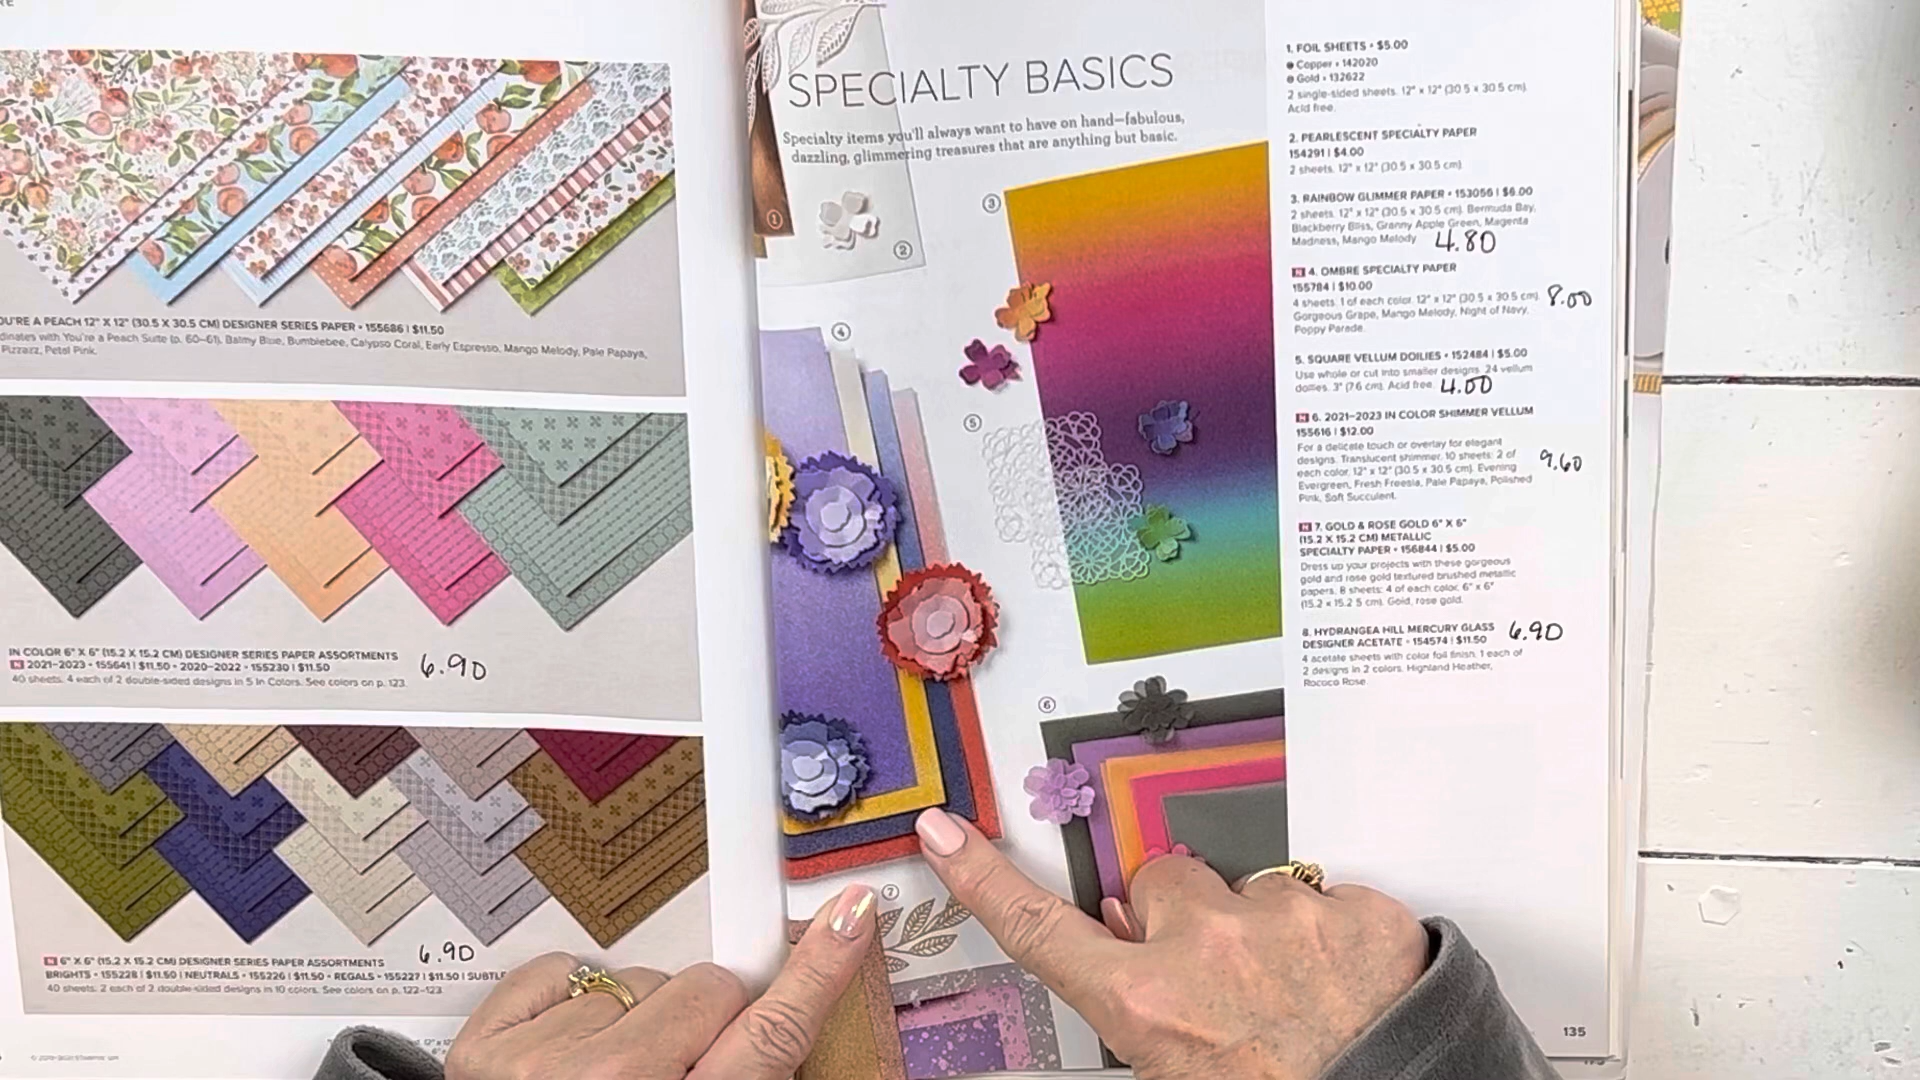 OU'RE A PEACH 12" X 12" (30.5 X 30.5 CM) DESIGNER SERIES PAPER • 155686 | $11.50
dinates with You're a Peach Suite (p. 60–61). Balmy Blue, Bumblebee, Calypso Coral, Early Espresso, Mango Melody, Pale Papaya,
Pizzazz, Petal Pink.
IN COLOR 6" X 6" (15.2 X 15.2 CM) DESIGNER SERIES PAPER ASSORTMENTS
N 2021–2023 • 155641 | $11.50 • 2020–2022 • 155230 | $11.50
40 sheets: 4 each of 2 double-sided designs in 5 In Colors. See colors on p. 123.
6.90
N 6" X 6" (15.2 X 15.2 CM) DESIGNER SERIES PAPER ASSORTMENTS
6.90
BRIGHTS • 155228 | $11.50 | NEUTRALS • 155226 | $11.50 • REGALS • 155227 | $11.50 | SUBTLE
40 sheets: 2 each of 2 double-sided designs in 10 colors. See colors on p. 122–123.
SPECIALTY BASICS
Specialty items you'll always want to have on hand—fabulous,
dazzling, glimmering treasures that are anything but basic.
1
2
3
4
5
6
7
1. FOIL SHEETS • $5.00
Copper • 142020
Gold • 132622
2 single-sided sheets. 12" x 12" (30.5 x 30.5 cm).
Acid free.
2. PEARLESCENT SPECIALTY PAPER
154291 | $4.00
2 sheets. 12" x 12" (30.5 x 30.5 cm).
3. RAINBOW GLIMMER PAPER • 153056 | $6.00
2 sheets. 12" x 12" (30.5 x 30.5 cm). Bermuda Bay,
Blackberry Bliss, Granny Apple Green, Magenta
Madness, Mango Melody
4.80
N 4. OMBRE SPECIALTY PAPER
155784 | $10.00
4 sheets: 1 of each color. 12" x 12" (30.5 x 30.5 cm).
8.00
Gorgeous Grape, Mango Melody, Night of Navy,
Poppy Parade.
5. SQUARE VELLUM DOILIES • 152484 | $5.00
Use whole or cut into smaller designs. 24 vellum
doilies. 3" (7.6 cm). Acid free.
4.00
N 6. 2021–2023 IN COLOR SHIMMER VELLUM
155616 | $12.00
For a delicate touch or overlay for elegant
designs. Translucent shimmer. 10 sheets: 2 of
each color. 12" x 12" (30.5 x 30.5 cm). Evening
9.60
Evergreen, Fresh Freesia, Pale Papaya, Polished
Pink, Soft Succulent.
N 7. GOLD & ROSE GOLD 6" X 6"
(15.2 X 15.2 CM) METALLIC
SPECIALTY PAPER • 156844 | $5.00
Dress up your projects with these gorgeous
gold and rose gold textured brushed metallic
papers. 8 sheets: 4 of each color. 6" x 6"
(15.2 x 15.2 5 cm). Gold, rose gold.
8. HYDRANGEA HILL MERCURY GLASS
DESIGNER ACETATE • 154574 | $11.50
6.90
4 acetate sheets with color foil finish. 1 each of
2 designs in 2 colors. Highland Heather,
Rococo Rose.
135